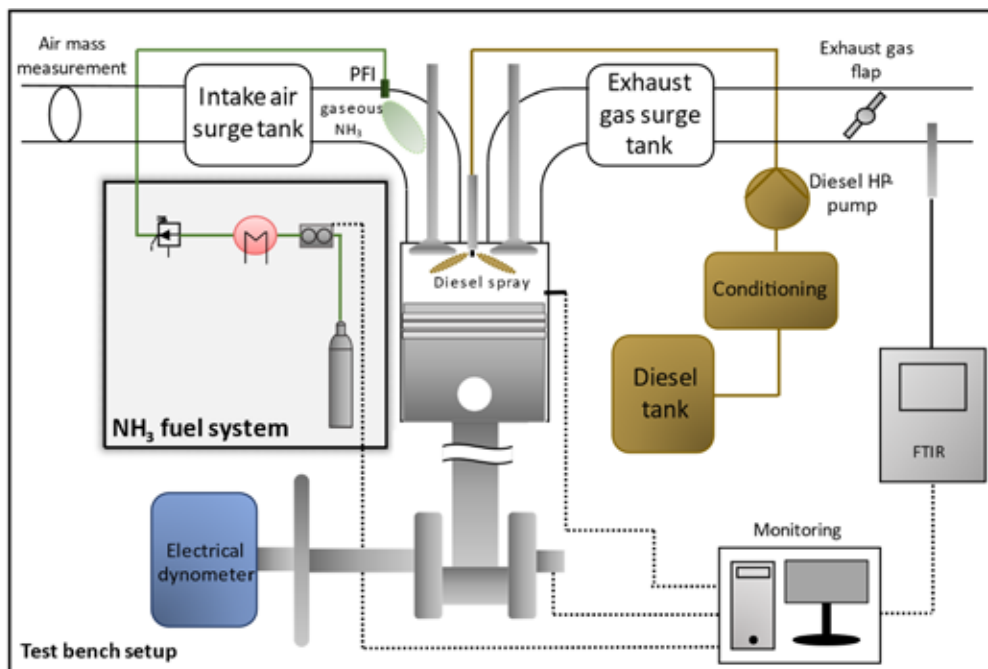 Air mass
measurement
Intake air
surge tank
PFI
gaseous
NH₃
Exhaust
gas surge
tank
Exhaust gas
flap
Diesel HP-
pump
Diesel spray
Conditioning
Diesel
tank
NH₃ fuel system
FTIR
Electrical
dynometer
Monitoring
Test bench setup